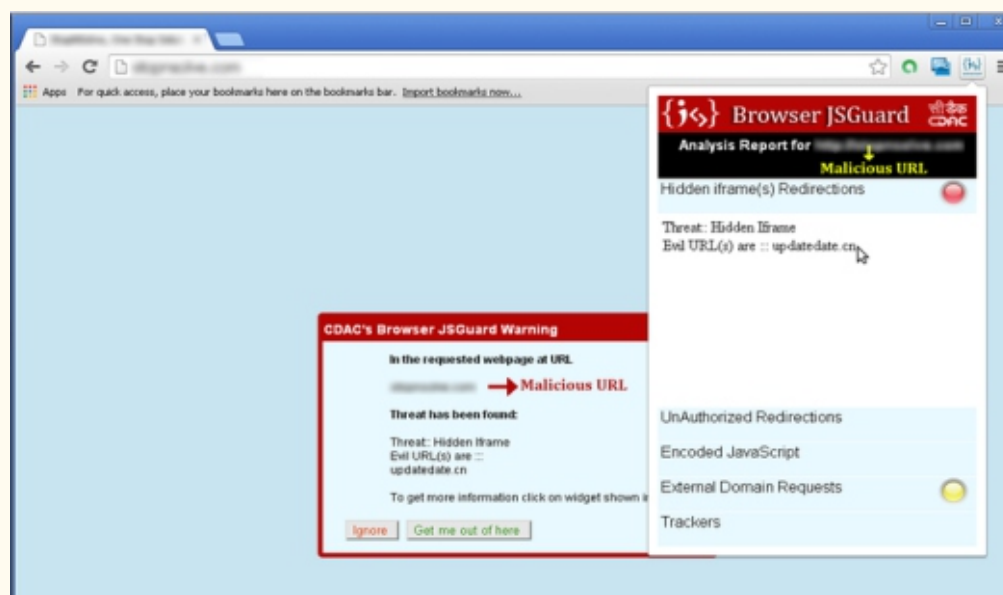 Apps For quick access, place your bookmarks here on the bookmarks bar. Import bookmarks now...
{j<>} Browser JSGuard सी डैक CDAC
Analysis Report for
Malicious URL
Hidden iframe(s) Redirections
Threat:: Hidden Iframe
Evil URL(s) are ::: updatedate.cn
UnAuthorized Redirections
Encoded JavaScript
External Domain Requests
Trackers
CDAC's Browser JSGuard Warning
In the requested webpage at URL
Malicious URL
Threat has been found:
Threat:: Hidden Iframe
Evil URL(s) are :::
updatedate.cn
To get more information click on widget shown
Ignore Get me out of here